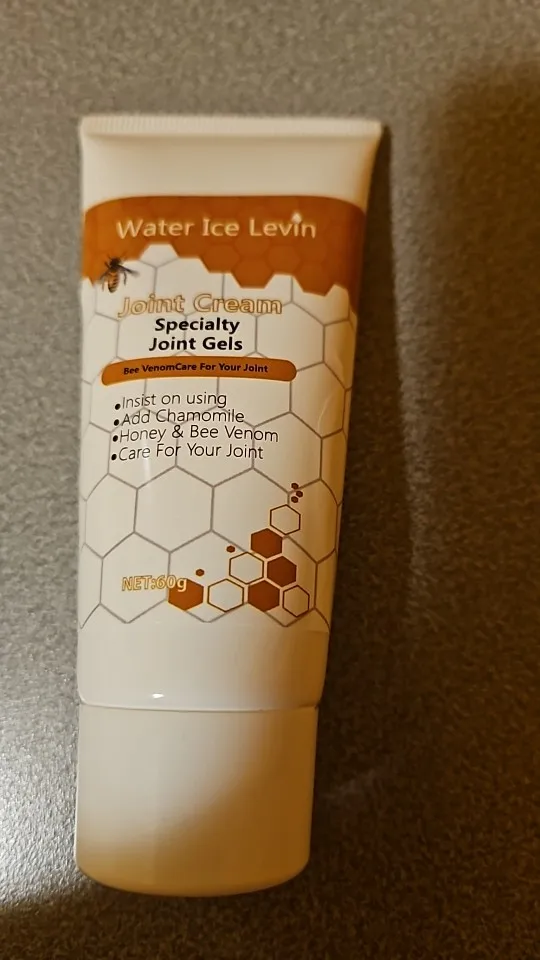 Water Ice Levin
Joint Cream
Specialty
Joint Gels
Bee VenomCare For Your Joint
•Insist on using
•Add Chamomile
•Honey & Bee Venom
•Care For Your Joint
NET:60g